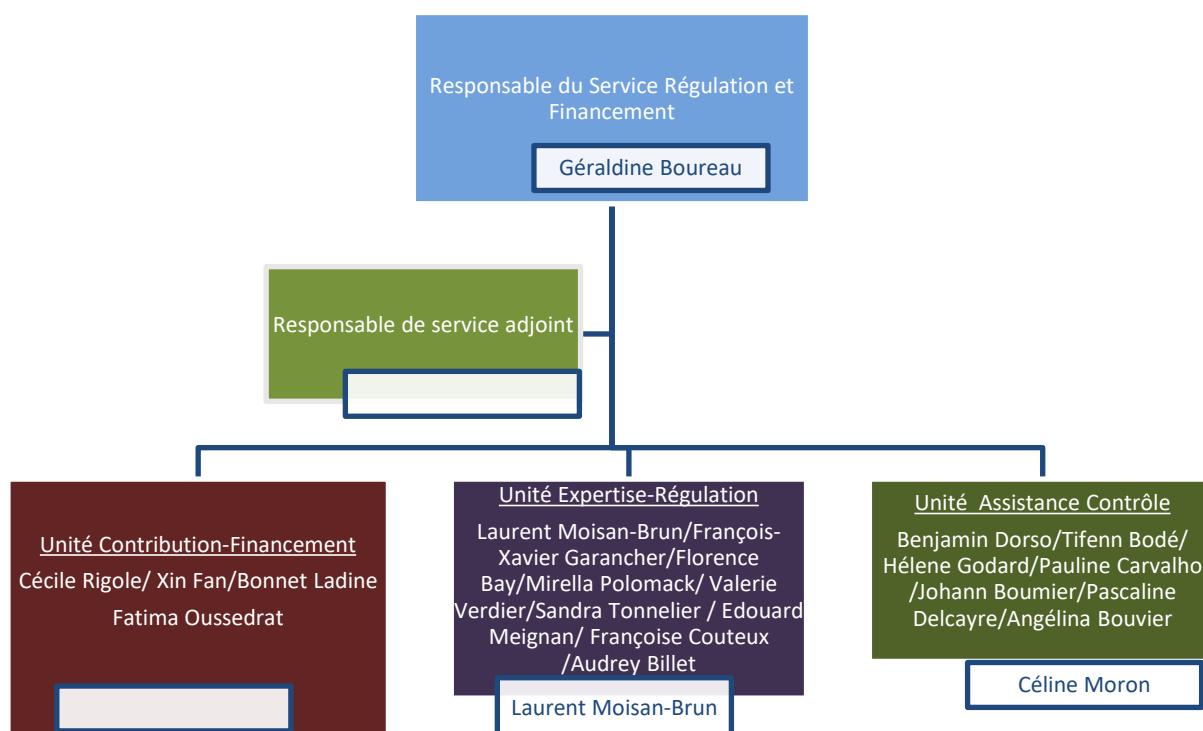 Responsable du Service Régulation et
Financement
Géraldine Boureau
Responsable de service adjoint
Unité Contribution-Financement
Cécile Rigole/ Xin Fan/Bonnet Ladine
Fatima Oussedrat
Unité Expertise-Régulation
Laurent Moisan-Brun/François-
Xavier Garancher/Florence
Bay/Mirella Polomack/ Valerie
Verdier/Sandra Tonnelier / Edouard
Meignan/ Françoise Couteux
/Audrey Billet
Laurent Moisan-Brun
Unité  Assistance Contrôle
Benjamin Dorso/Tifenn Bodé/
Hélene Godard/Pauline Carvalho
/Johann Boumier/Pascaline
Delcayre/Angélina Bouvier
Céline Moron